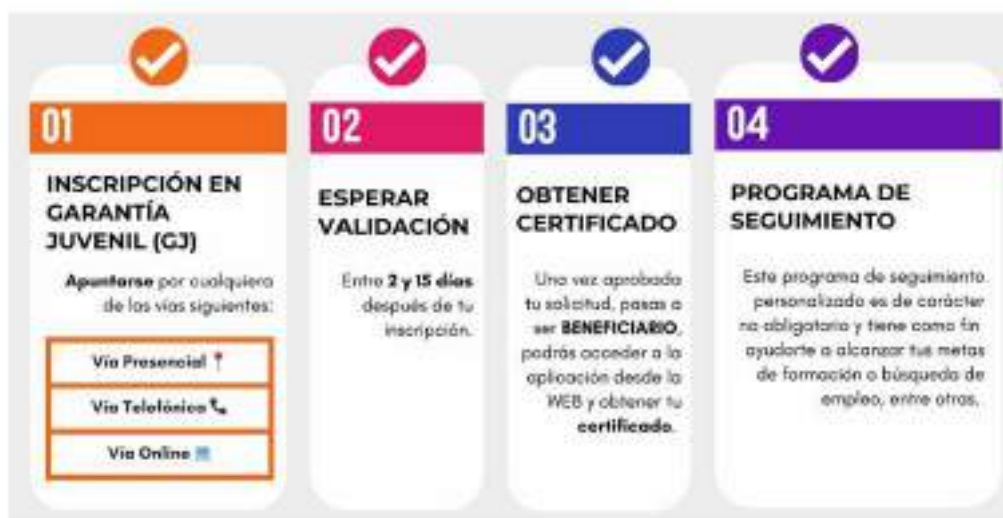 01
INSCRIPCIÓN EN
GARANTÍA
JUVENIL (GJ)
Apuntarse por cualquiera
de las vías siguientes:
Vía Presencial
Vía Telefónica
Vía Online
02
ESPERAR
VALIDACIÓN
Entre 2 y 15 días
después de tu
inscripción.
03
OBTENER
CERTIFICADO
Una vez aprobada
tu solicitud, pasas a
ser BENEFICIARIO,
podrás acceder a la
aplicación desde la
WEB y obtener tu
certificado.
04
PROGRAMA DE
SEGUIMIENTO
Este programa de seguimiento
personalizado es de carácter
no obligatorio y tiene como fin
ayudarte a alcanzar tus metas
de formación o búsqueda de
empleo, entre otras.